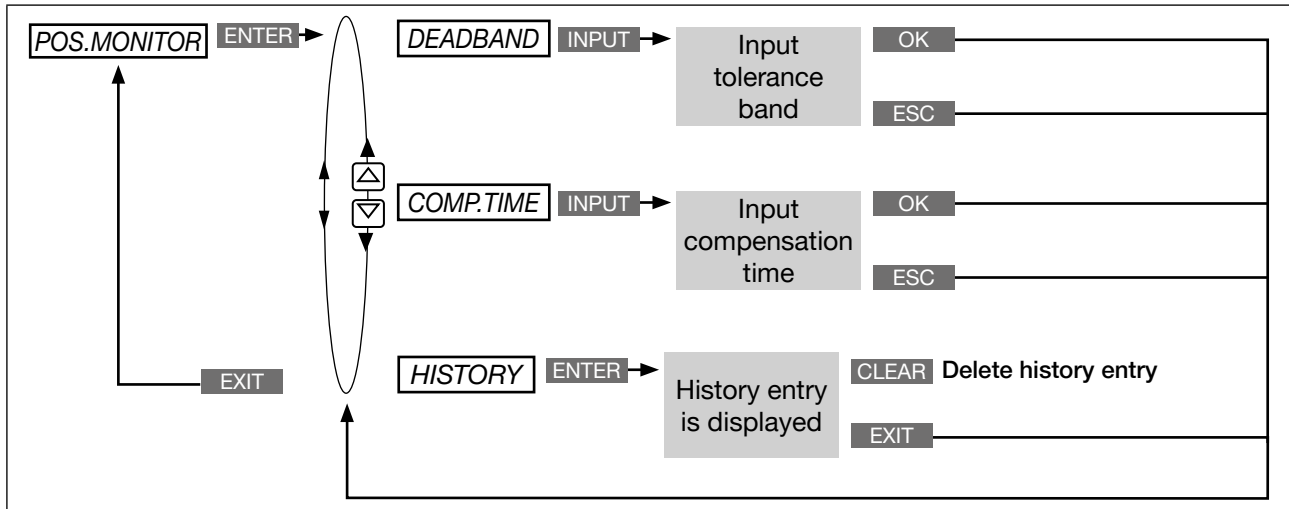 POS.MONITOR ENTER
DEADBAND INPUT
Input
tolerance
band
OK
ESC
COMP.TIME INPUT
Input
compensation
time
OK
ESC
EXIT
HISTORY ENTER
History entry
is displayed
CLEAR Delete history entry
EXIT